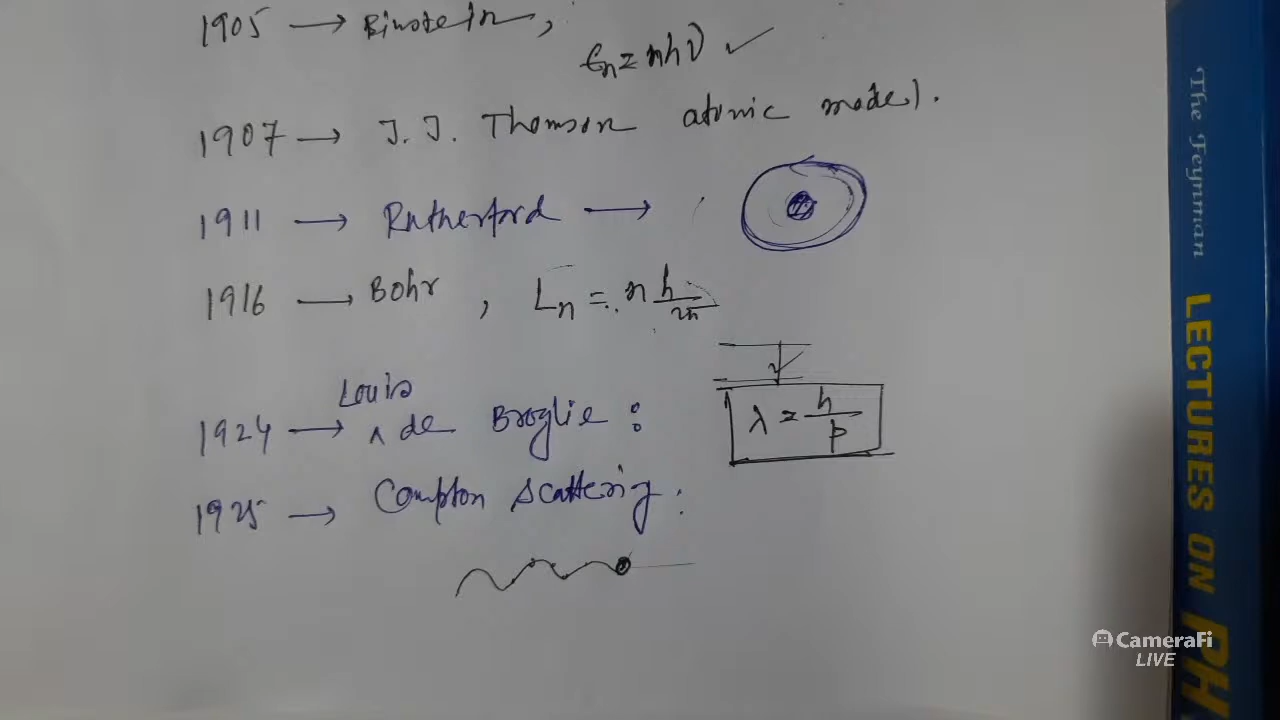 1905 → Einstein,
En = nhν ✓
1907 → J. J. Thomson atomic model.
1911 → Rutherford →
1916 → Bohr , Ln = n h/2π
Louis
1924 → ^ de Broglie :
λ = h/p
1925 → Compton Scattering :
The Feynman
LECTURES ON PH
CameraFi
LIVE